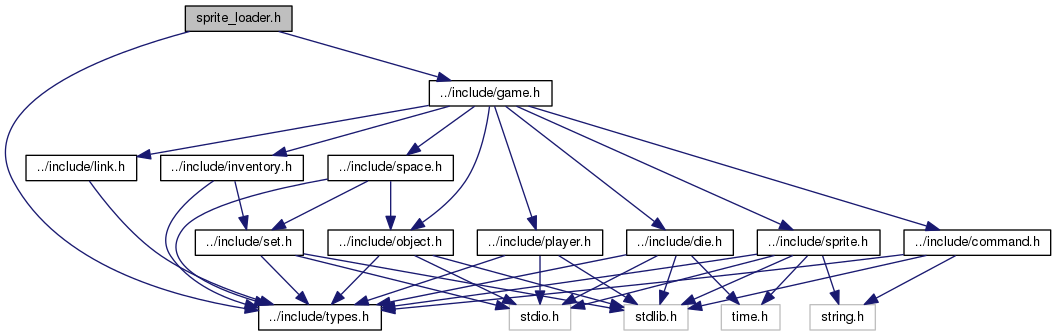 sprite_loader.h
../include/game.h
../include/link.h
../include/inventory.h
../include/space.h
../include/set.h
../include/object.h
../include/player.h
../include/die.h
../include/sprite.h
../include/command.h
../include/types.h
stdio.h
stdlib.h
time.h
string.h